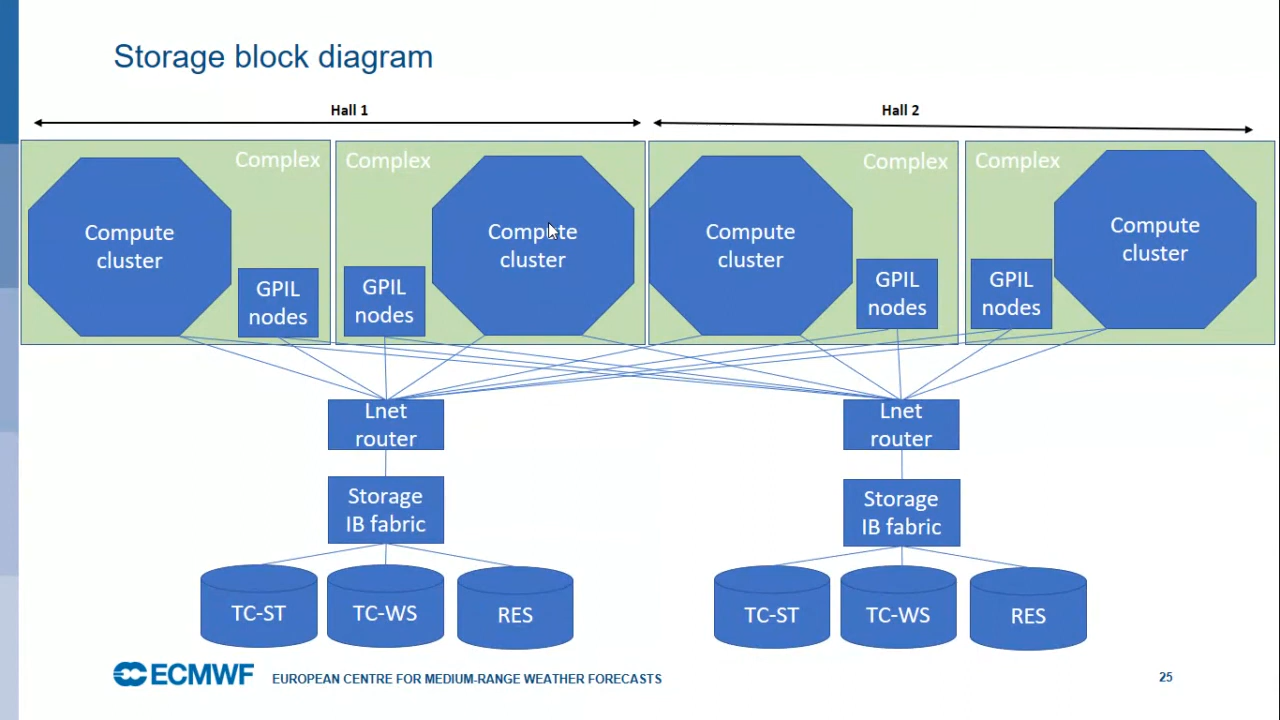 Storage block diagram
Hall 1
Hall 2
Complex
Complex
Complex
Complex
Compute
cluster
GPIL
nodes
GPIL
nodes
Compute
cluster
Compute
cluster
GPIL
nodes
GPIL
nodes
Compute
cluster
Lnet
router
Lnet
router
Storage
IB fabric
Storage
IB fabric
TC-ST
TC-WS
RES
TC-ST
TC-WS
RES
ECMWF
EUROPEAN CENTRE FOR MEDIUM-RANGE WEATHER FORECASTS
25